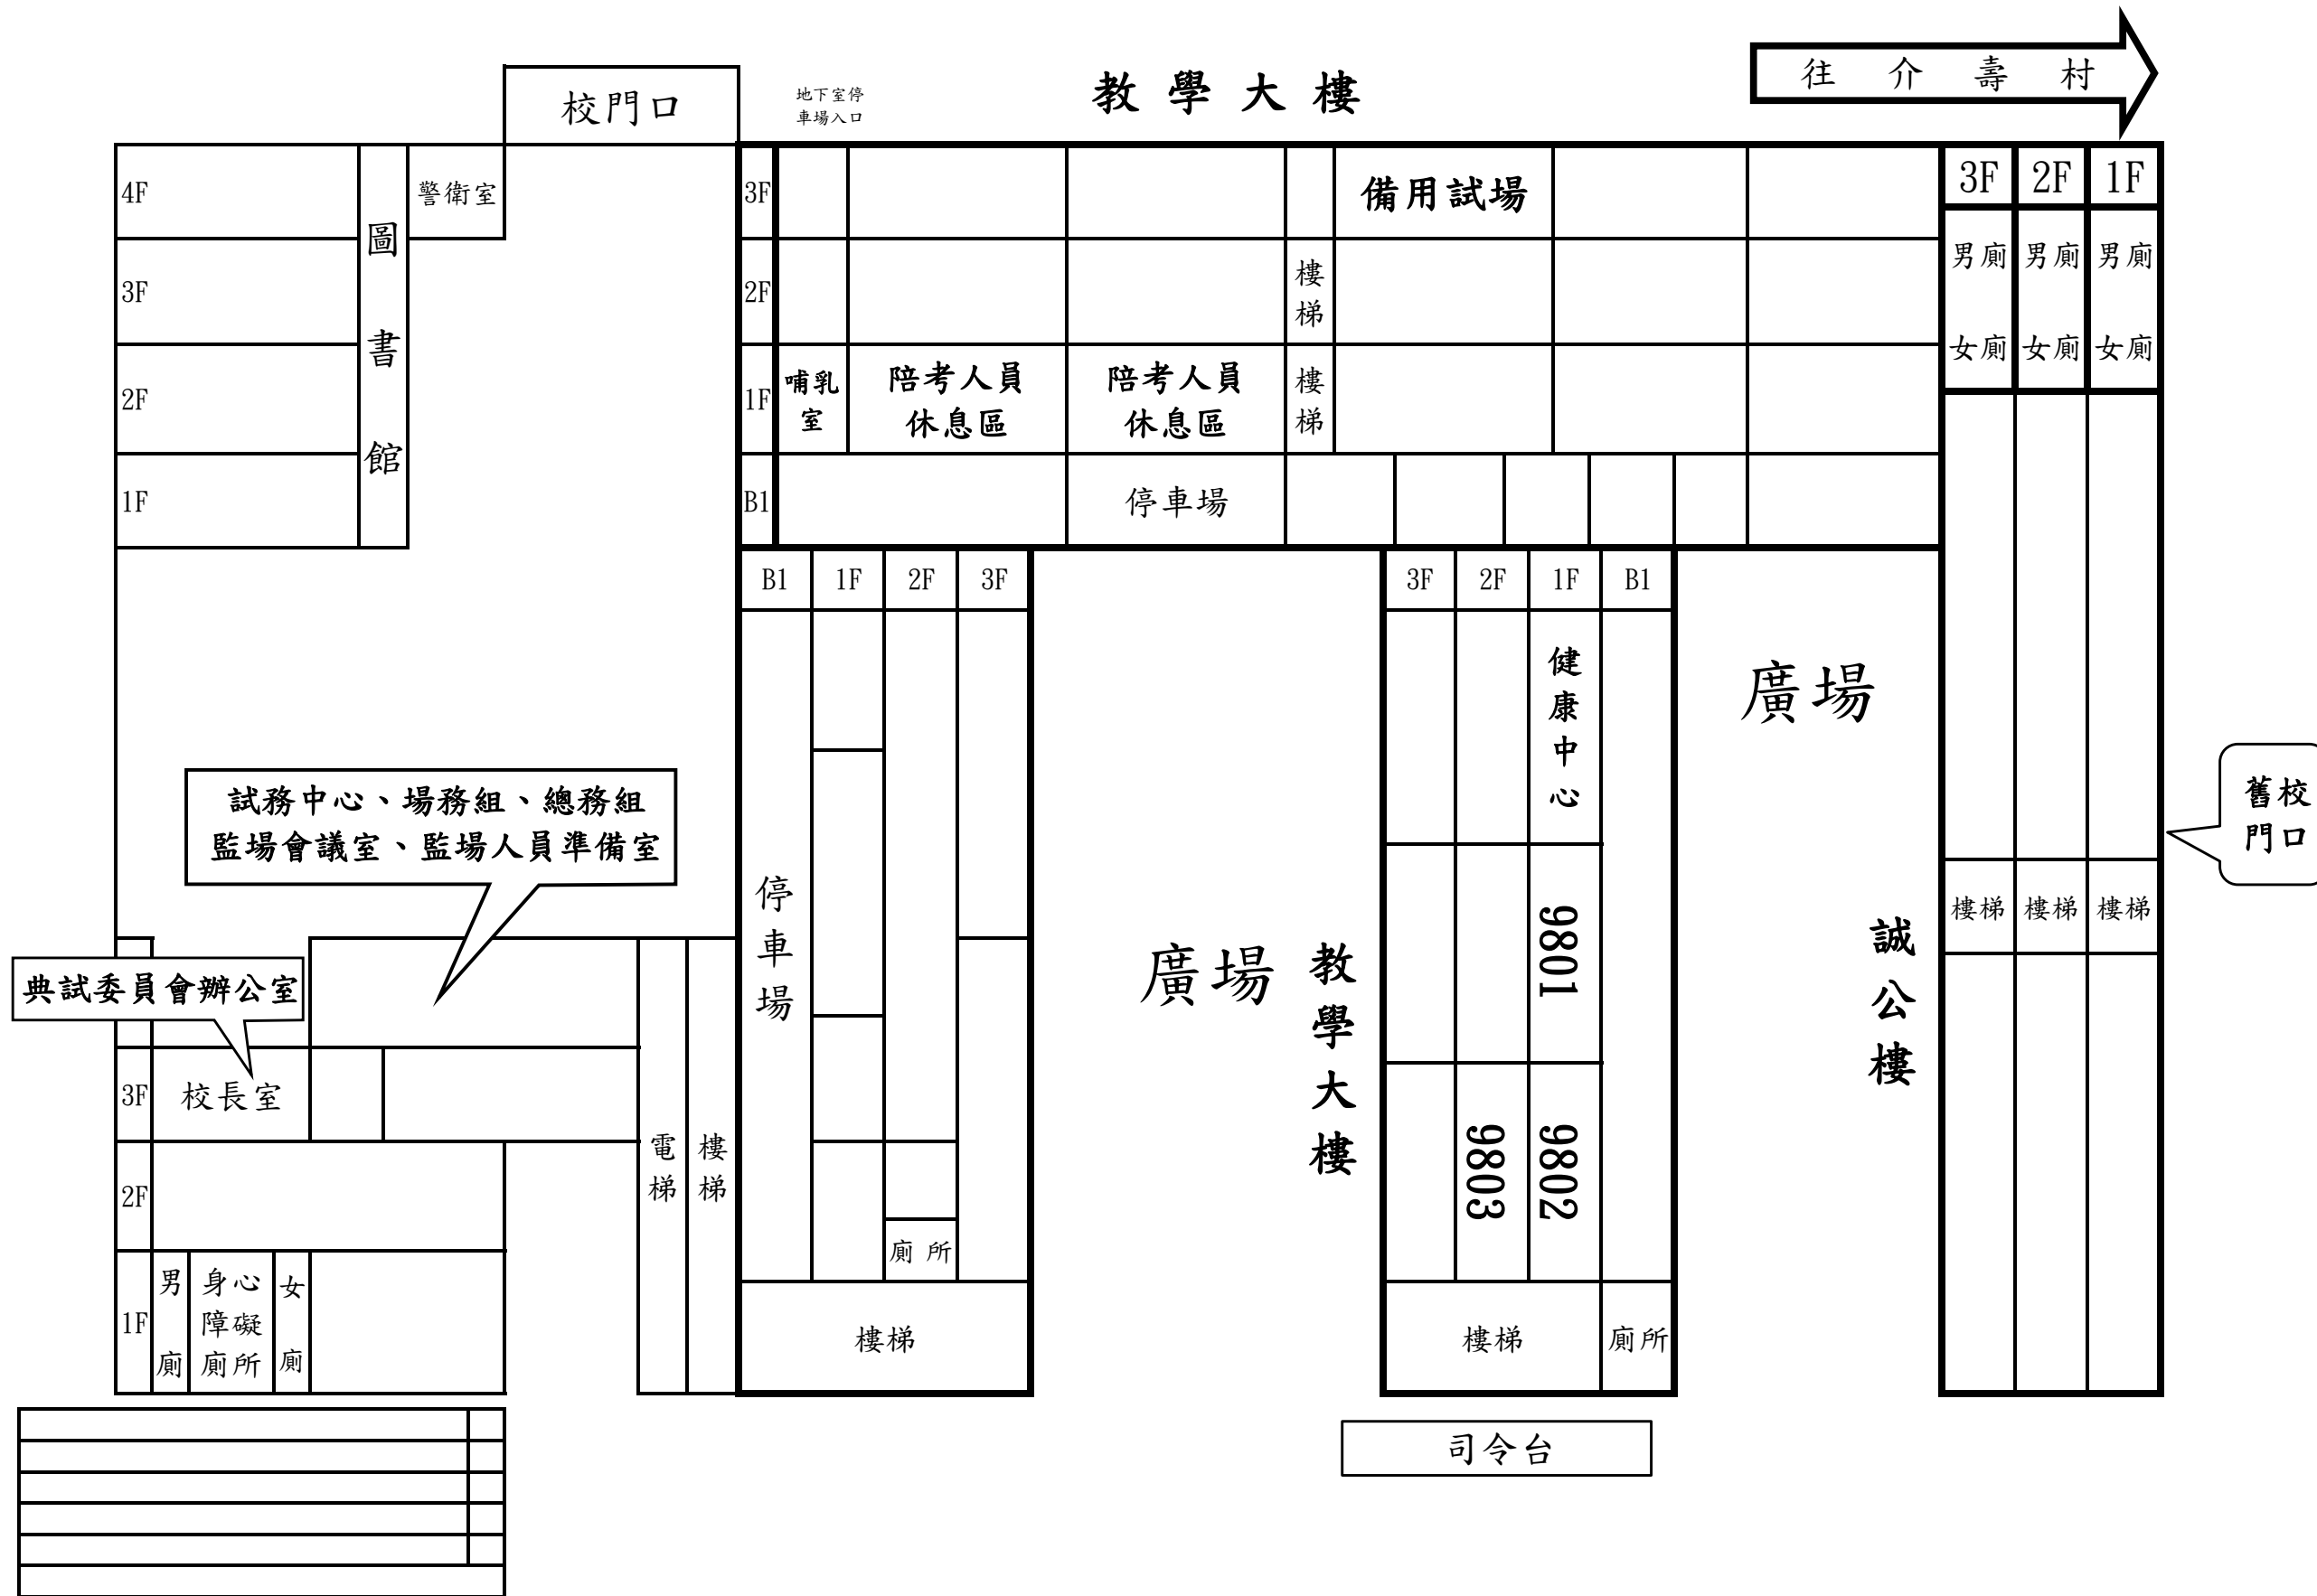 往介壽村
教學大樓
校門口
地下室停
車場入口
4F
3F
2F
1F
圖書館
警衛室
3F
備用試場
2F
樓梯
1F
哺乳
室
陪考人員
休息區
陪考人員
休息區
樓梯
B1
停車場
3F
2F
1F
男廁
女廁
男廁
女廁
男廁
女廁
B1
1F
2F
3F
3F
2F
1F
B1
健康中心
廣場
舊校
門口
試務中心、場務組、總務組
監場會議室、監場人員準備室
停車場
9801
廣場
教學大樓
誠公樓
樓梯
樓梯
樓梯
典試委員會辦公室
3F
校長室
電梯
樓梯
9803
9802
2F
廁所
1F
男廁
身心
障礙
廁所
女廁
樓梯
樓梯
廁所
司令台